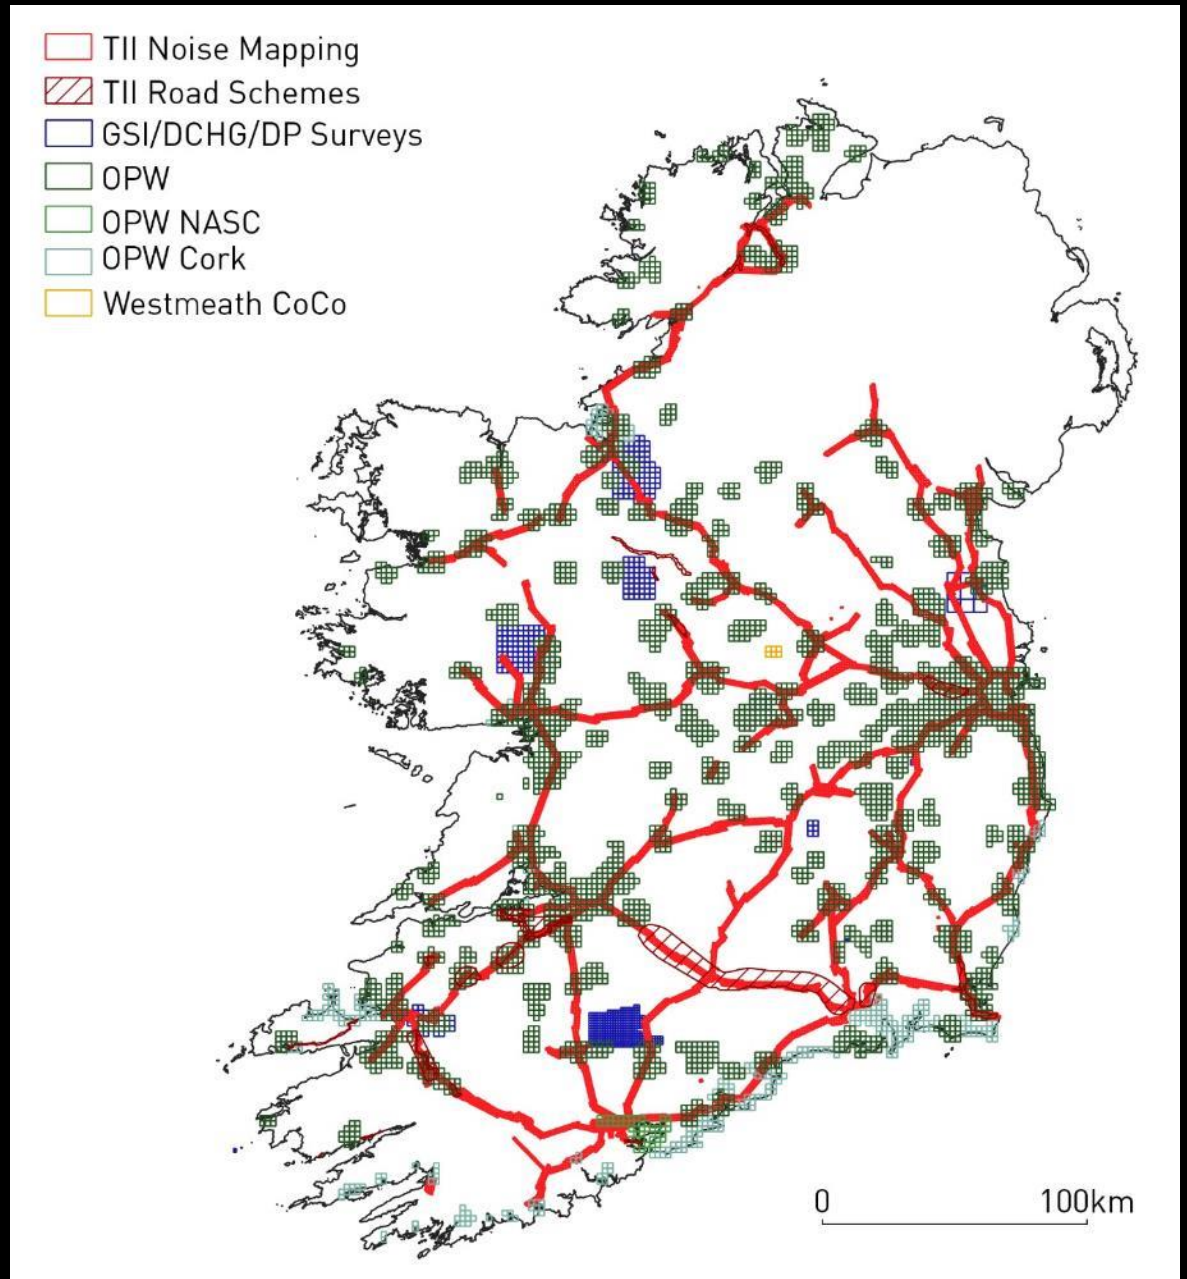 TII Noise Mapping
TII Road Schemes
GSI/DCHG/DP Surveys
OPW
OPW NASC
OPW Cork
Westmeath CoCo
0 100km